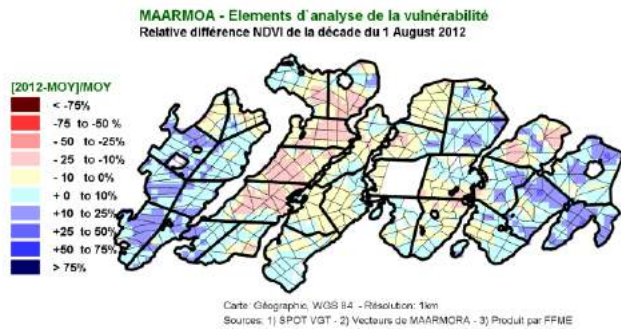 MAARMOA - Elements d'analyse de la vulnérabilité
Relative différence NDVI de la décade du 1 August 2012
[2012-MOY]/MOY
< -75%
-75 to -50 %
- 50 to -25%
- 25 to -10%
- 10 to 0%
+ 0 to 10%
+10 to 25%
+25 to 50%
+50 to 75%
> 75%
Carte: Géographic, WGS 84 - Résolution: 1km
Sources: 1) SPOT VGT - 2) Vecteurs de MAARMORA - 3) Produit par FFME